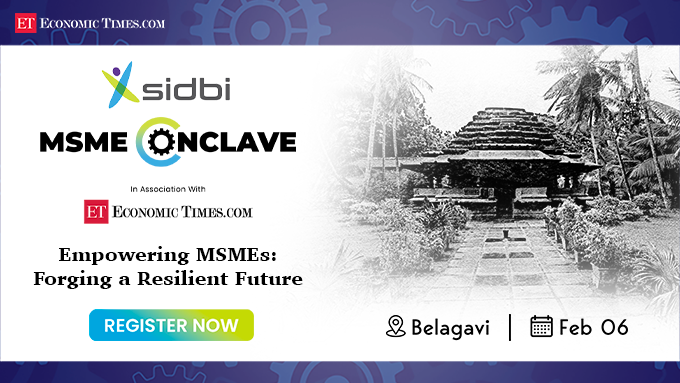 ET ECONOMICTIMES.COM
sidbi
MSME CONCLAVE
In Association With
ET ECONOMICTIMES.COM
Empowering MSMEs:
Forging a Resilient Future
REGISTER NOW
Belagavi | Feb 06